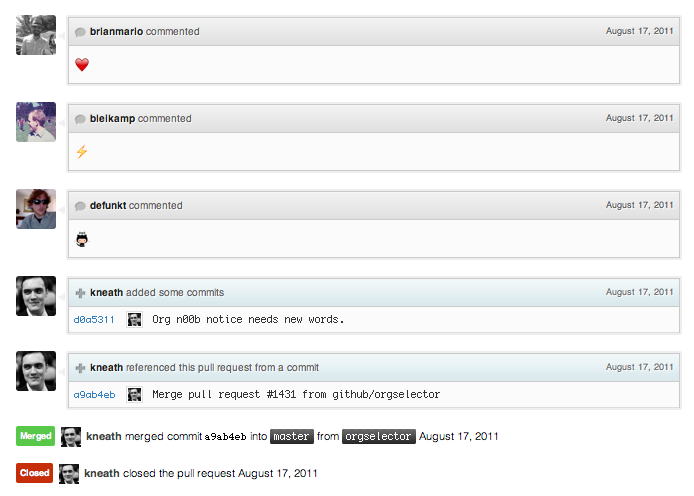 brianmario commented August 17, 2011
❤️
bleikamp commented August 17, 2011
⚡
defunkt commented August 17, 2011
kneath added some commits August 17, 2011
d0a5311 Org n00b notice needs new words.
kneath referenced this pull request from a commit August 17, 2011
a9ab4eb Merge pull request #1431 from github/orgselector
Merged kneath merged commit a9ab4eb into master from orgselector August 17, 2011
Closed kneath closed the pull request August 17, 2011